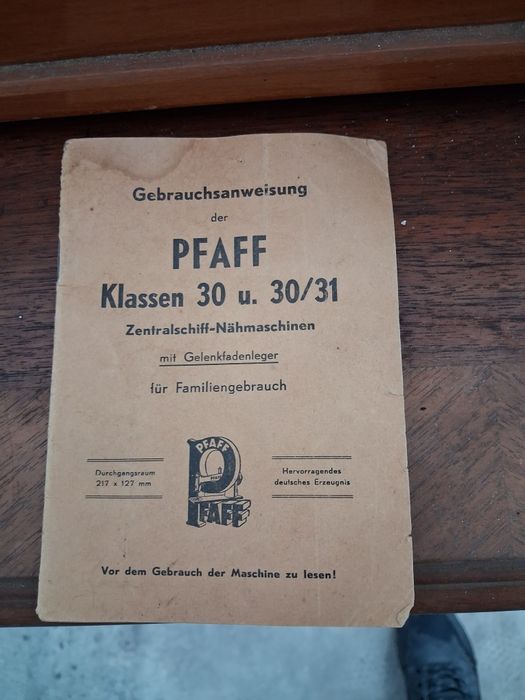 Gebrauchsanweisung
der
PFAFF
Klassen 30 u. 30/31
Zentralschiff-Nähmaschinen
mit Gelenkfadenleger
für Familiengebrauch
Durchgangsraum
217 x 127 mm
PFAFF
PFAFF
PFAFF
Hervorragendes
deutsches Erzeugnis
Vor dem Gebrauch der Maschine zu lesen!